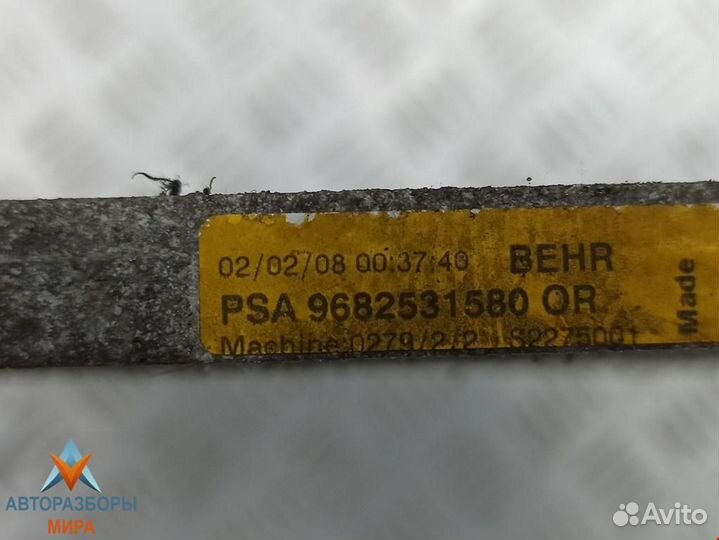 02/02/08 00:37:40 BEHR
PSA 9682531580 OR
Machine:0279/2/2 S2275001
Made
АВТОРАЗБОРЫ
МИРА
Avito